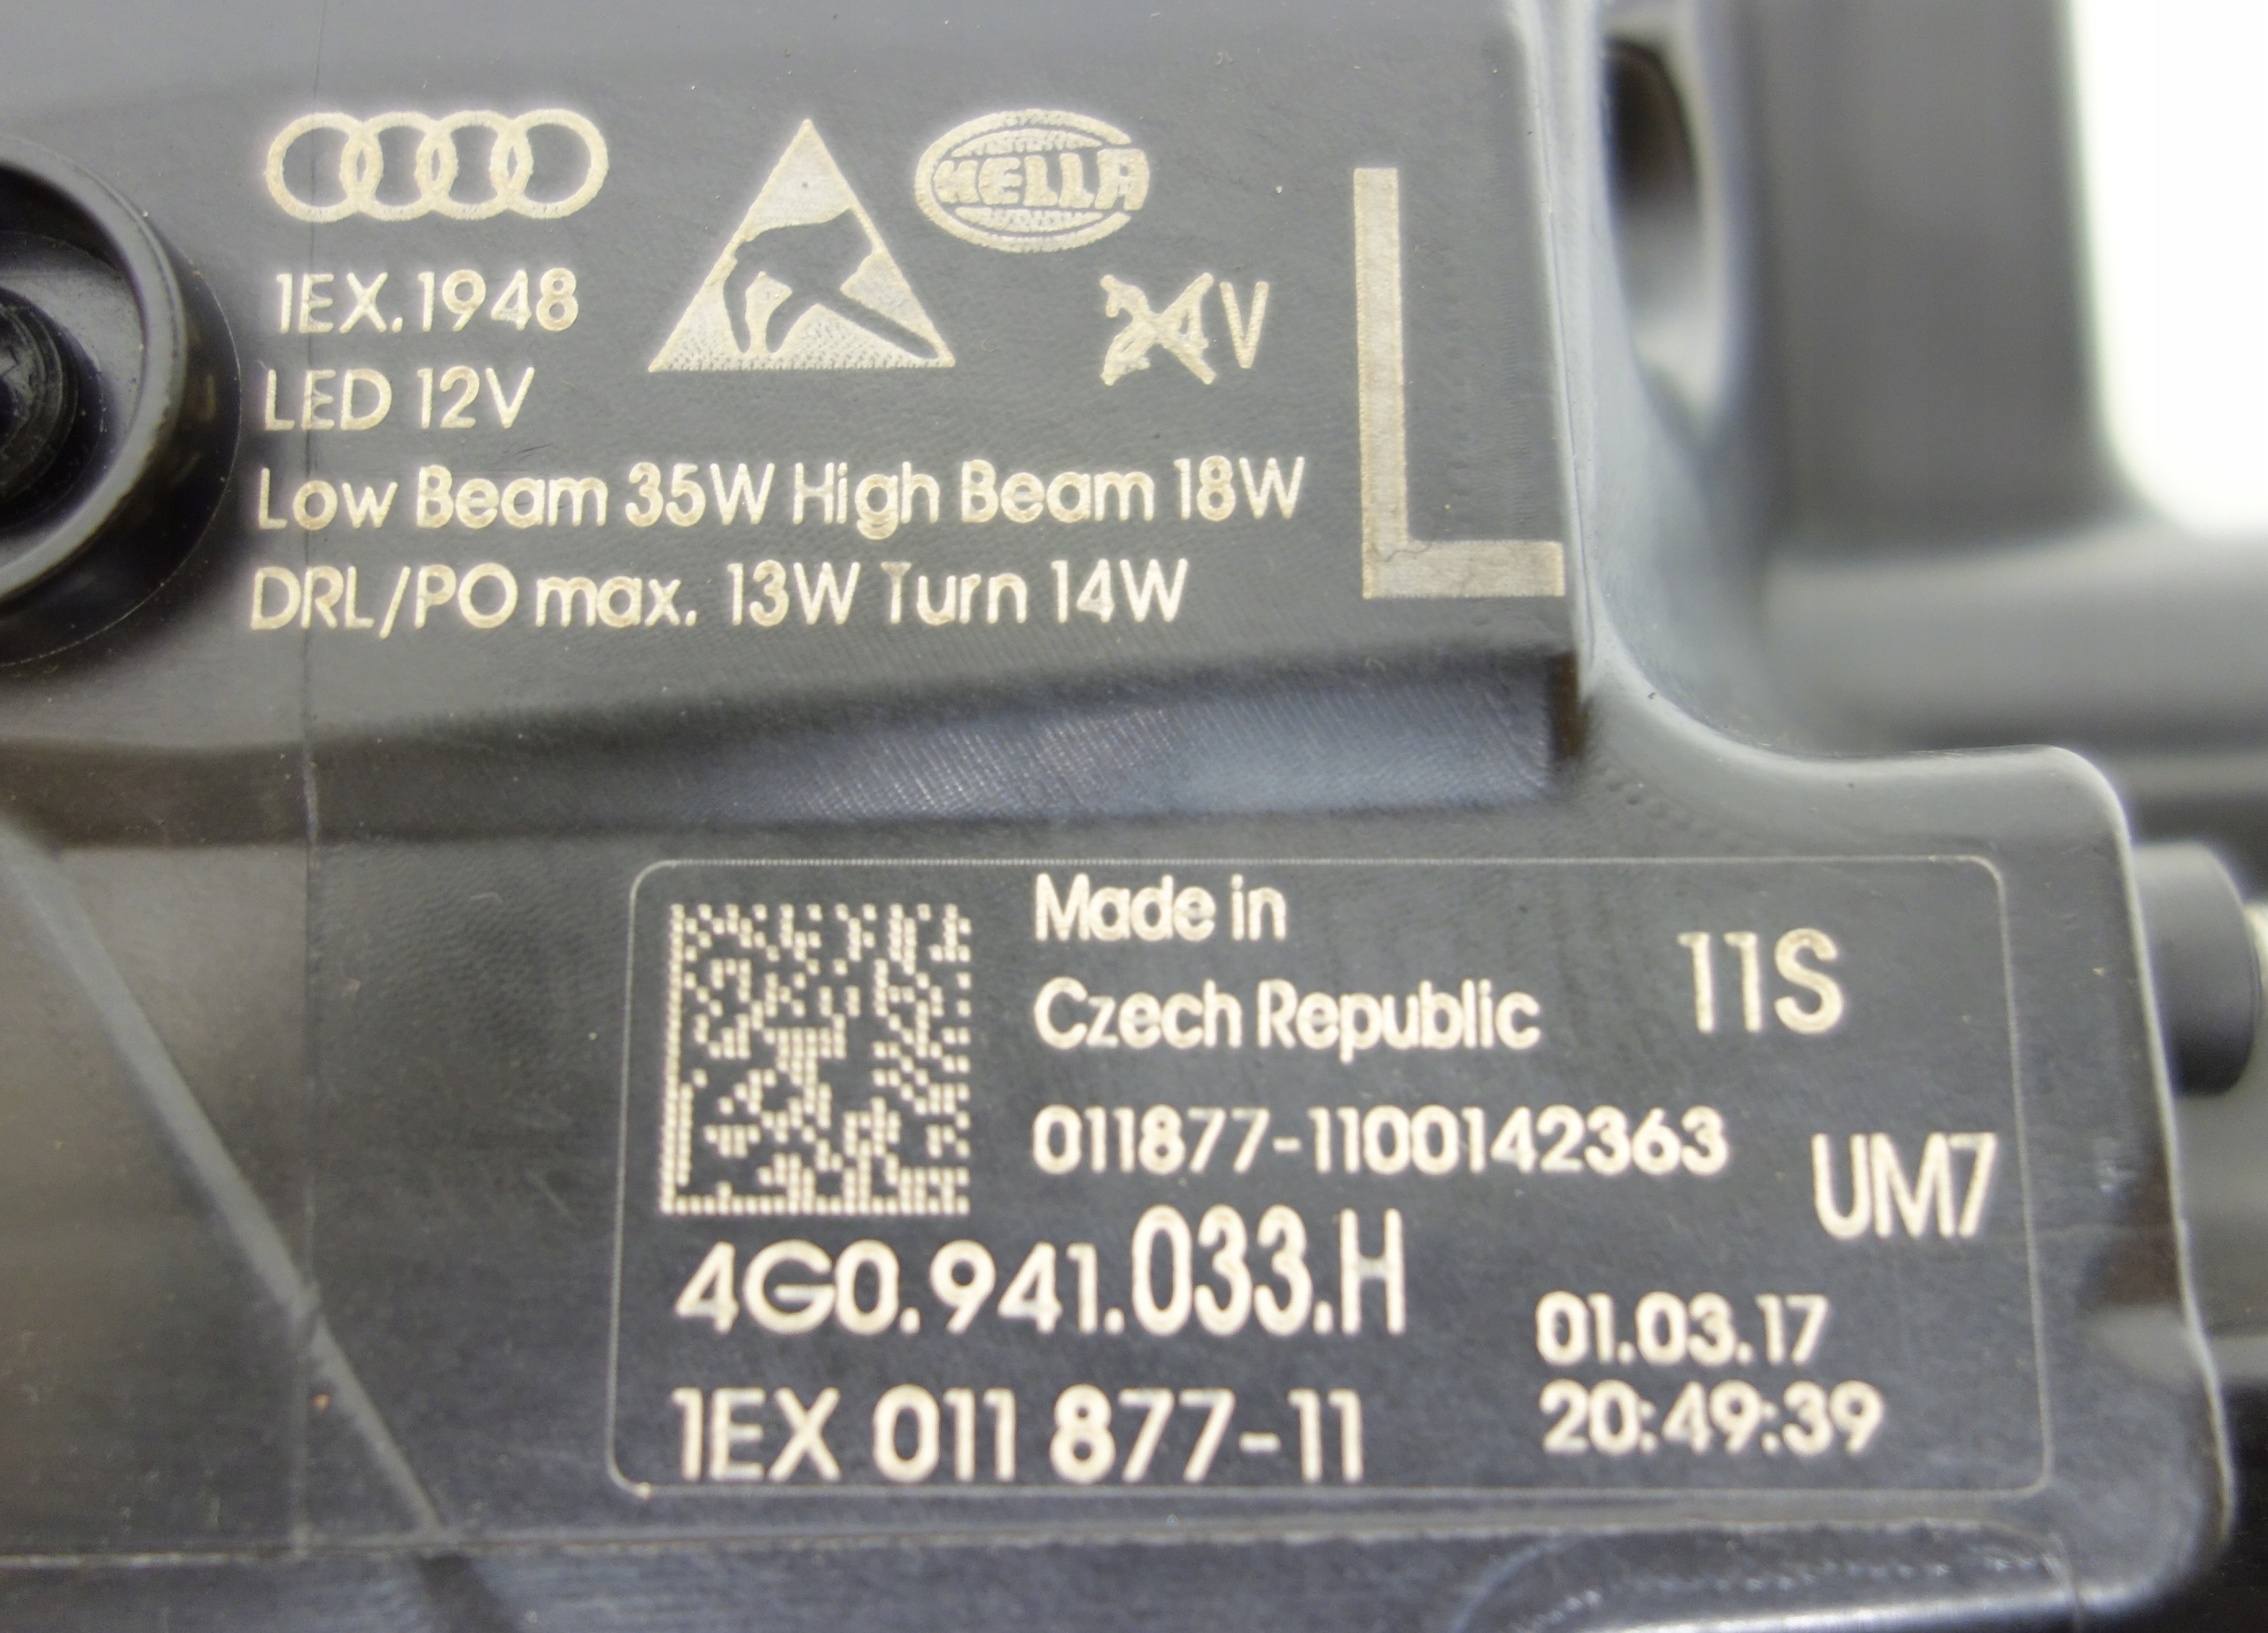 HELLA
1EX.1948
24V
LED 12V
L
Low Beam 35W High Beam 18W
DRL/PO max. 13W Turn 14W
Made in
Czech Republic
11S
011877-1100142363
UM7
4G0.941.033.H
01.03.17
1EX 011 877-11
20:49:39